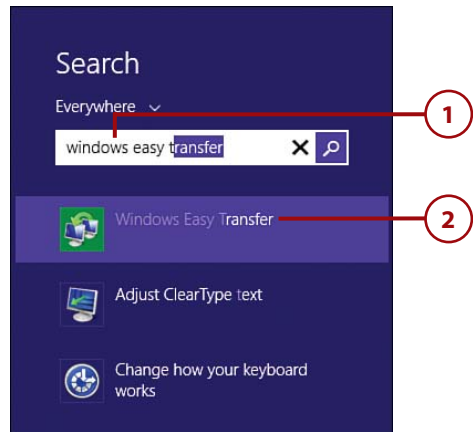 Search
Everywhere
1
windows easy transfer
Windows Easy Transfer
2
Adjust ClearType text
Change how your keyboard
works